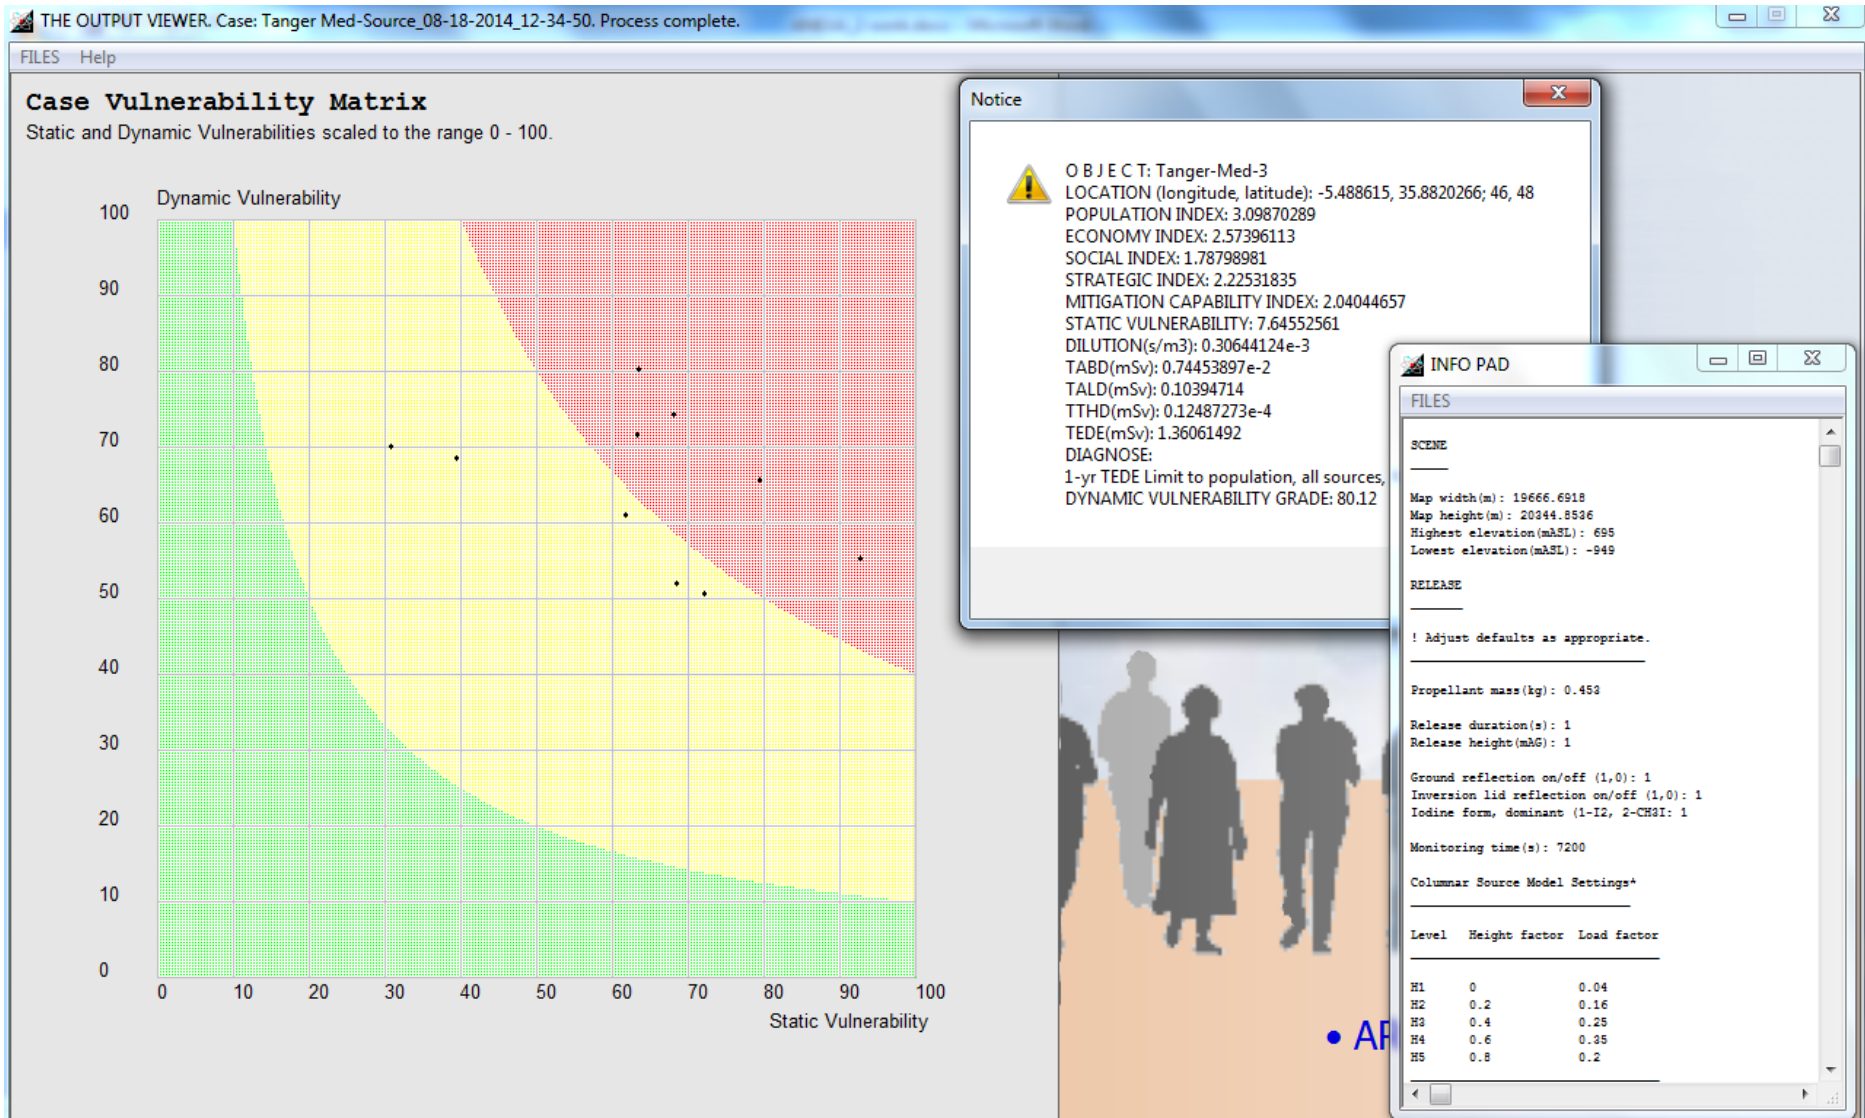 THE OUTPUT VIEWER. Case: Tanger Med-Source_08-18-2014_12-34-50. Process complete.
FILES Help
Case Vulnerability Matrix
Static and Dynamic Vulnerabilities scaled to the range 0 - 100.
Dynamic Vulnerability
100
90
80
70
60
50
40
30
20
10
0
0 10 20 30 40 50 60 70 80 90 100
Static Vulnerability
Notice
O B J E C T: Tanger-Med-3
LOCATION (longitude, latitude): -5.488615, 35.8820266; 46, 48
POPULATION INDEX: 3.09870289
ECONOMY INDEX: 2.57396113
SOCIAL INDEX: 1.78798981
STRATEGIC INDEX: 2.22531835
MITIGATION CAPABILITY INDEX: 2.04044657
STATIC VULNERABILITY: 7.64552561
DILUTION(s/m3): 0.30644124e-3
TABD(mSv): 0.74453897e-2
TALD(mSv): 0.10394714
TTHD(mSv): 0.12487273e-4
TEDE(mSv): 1.36061492
DIAGNOSE:
1-yr TEDE Limit to population, all sources,
DYNAMIC VULNERABILITY GRADE: 80.12
INFO PAD
FILES
SCENE
Map width(m): 19666.6918
Map height(m): 20344.8536
Highest elevation(mASL): 695
Lowest elevation(mASL): -949
RELEASE
! Adjust defaults as appropriate.
Propellant mass(kg): 0.453
Release duration(s): 1
Release height(mAG): 1
Ground reflection on/off (1,0): 1
Inversion lid reflection on/off (1,0): 1
Iodine form, dominant (1-I2, 2-CH3I: 1
Monitoring time(s): 7200
Columnar Source Model Settings*
Level Height factor Load factor
H1 0 0.04
H2 0.2 0.16
H3 0.4 0.25
H4 0.6 0.35
H5 0.8 0.2